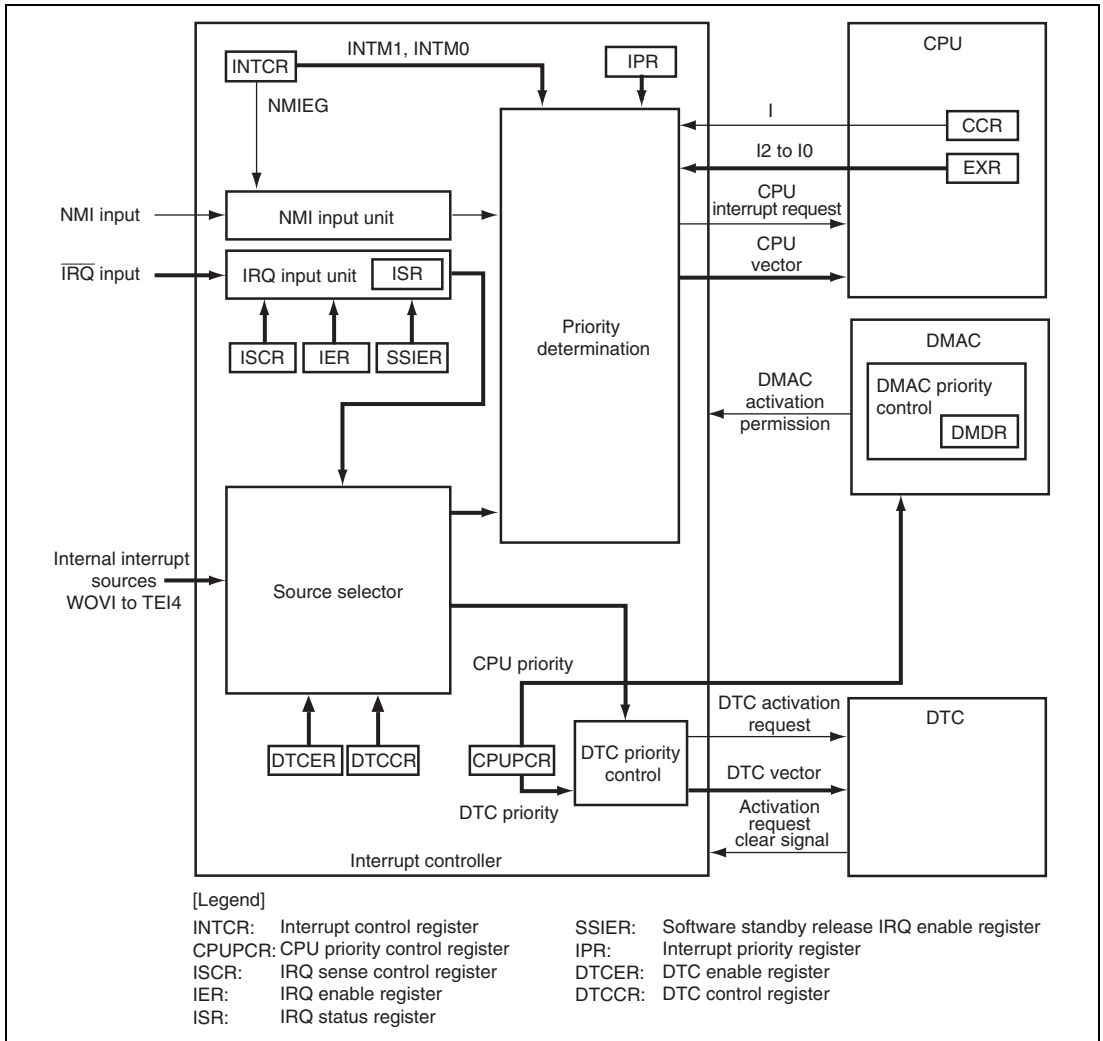 INTM1, INTM0
CPU
INTCR
IPR
NMIEG
I
CCR
I2 to I0
EXR
CPU
interrupt request
NMI input
NMI input unit
CPU
vector
IRQ input
IRQ input unit
ISR
ISCR
IER
SSIER
Priority
determination
DMAC
DMAC priority
control
DMDR
DMAC
activation
permission
Internal interrupt
sources
WOVI to TEI4
Source selector
CPU priority
DTC activation
request
DTC
DTCER
DTCCR
CPUPCR
DTC priority
control
DTC vector
DTC priority
Activation
request
clear signal
Interrupt controller
[Legend]
INTCR: Interrupt control register
CPUPCR: CPU priority control register
ISCR: IRQ sense control register
IER: IRQ enable register
ISR: IRQ status register
SSIER: Software standby release IRQ enable register
IPR: Interrupt priority register
DTCER: DTC enable register
DTCCR: DTC control register